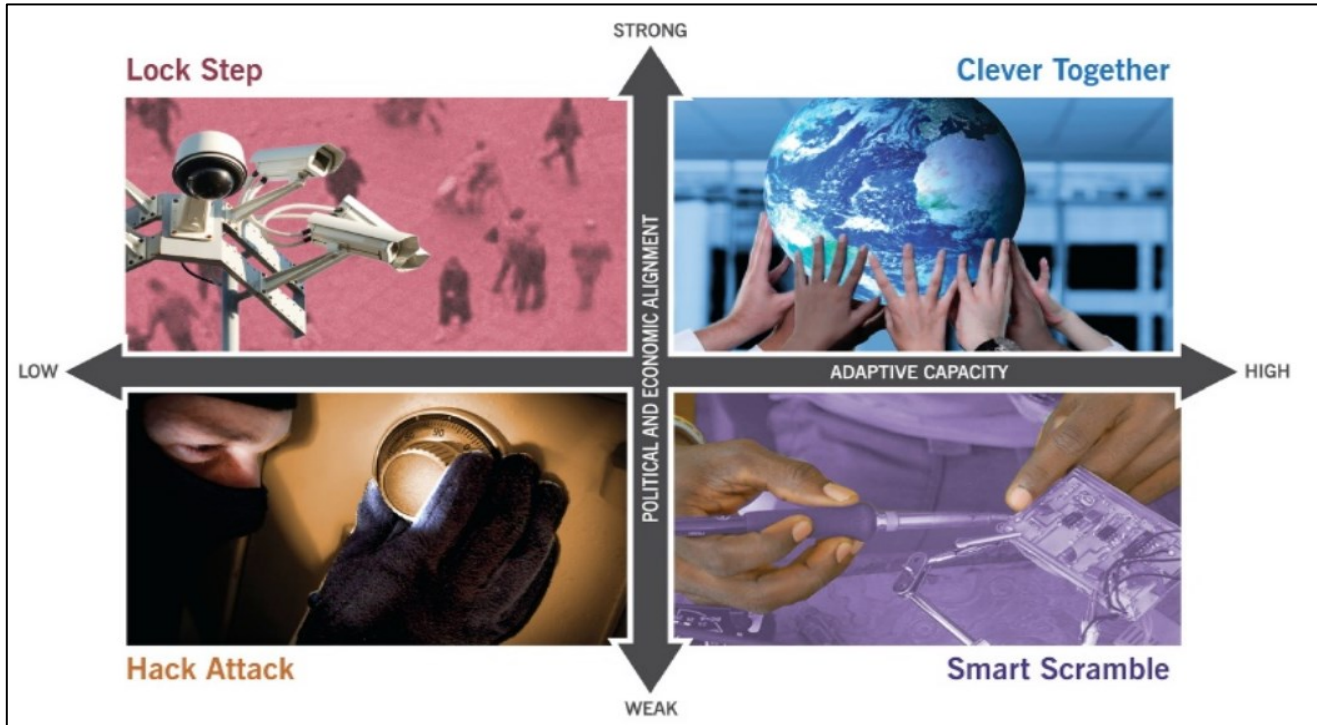 STRONG
Lock Step
Clever Together
POLITICAL AND ECONOMIC ALIGNMENT
LOW
ADAPTIVE CAPACITY
HIGH
Hack Attack
Smart Scramble
WEAK